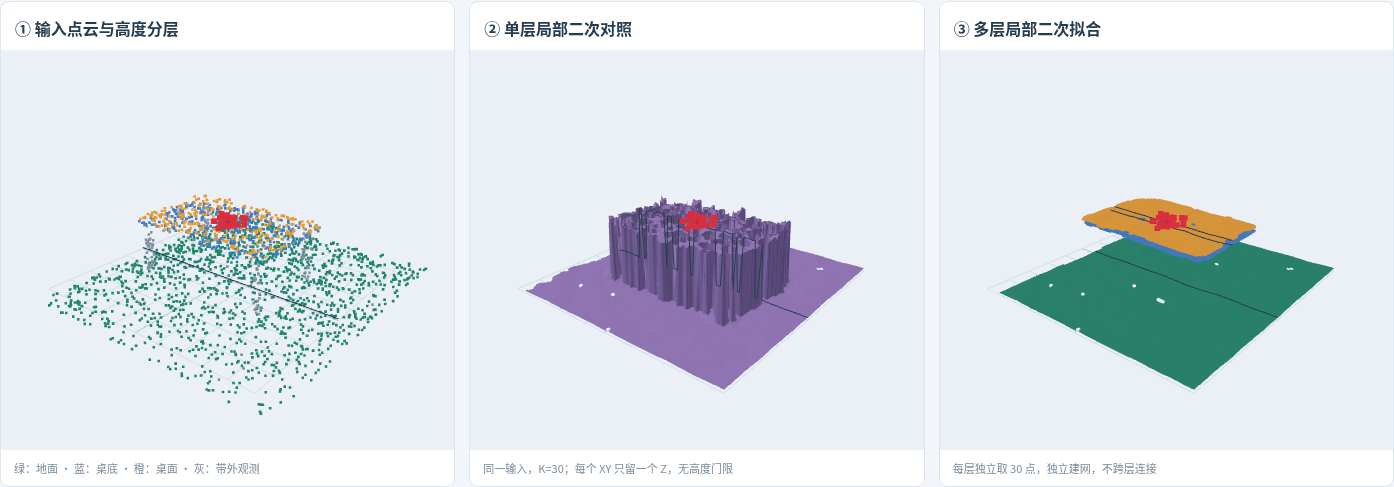 ① 输入点云与高度分层
② 单层局部二次对照
③ 多层局部二次拟合
绿：地面 · 蓝：桌底 · 橙：桌面 · 灰：带外观测
同一输入，K=30；每个 XY 只留一个 Z，无高度门限
每层独立取 30 点，独立建网，不跨层连接